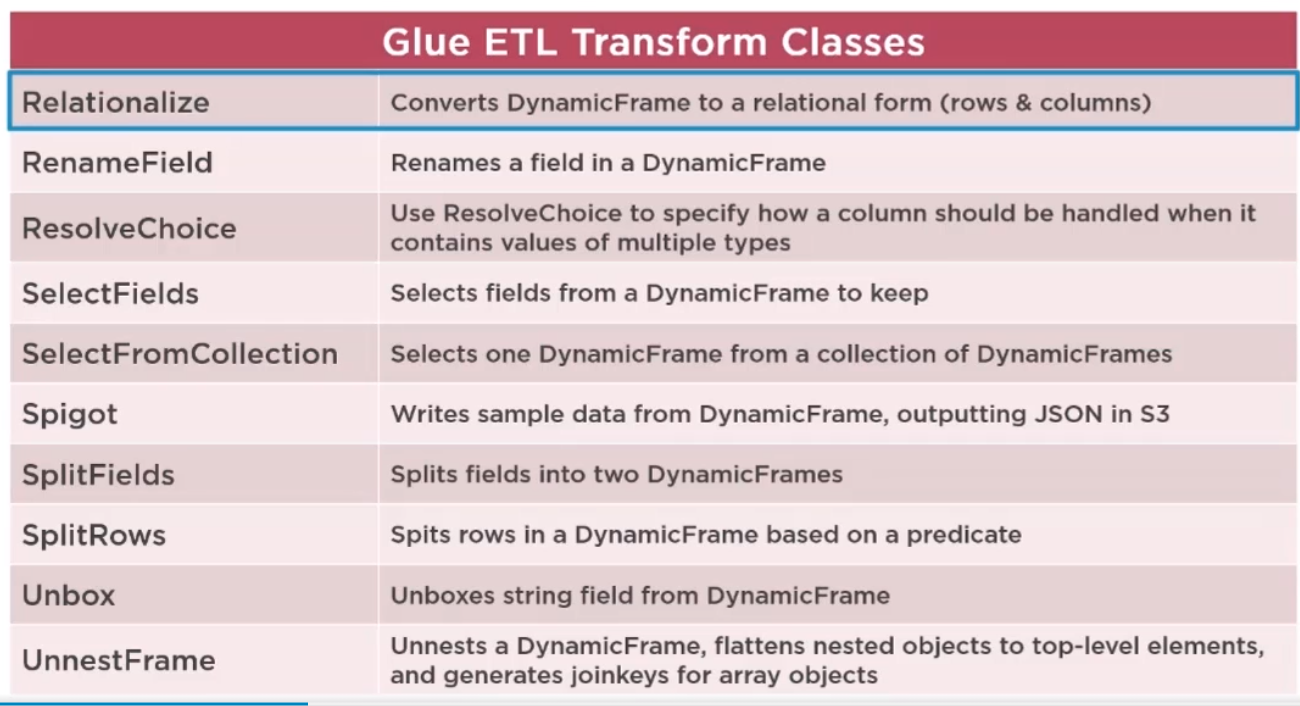 Glue ETL Transform Classes
Relationalize
Converts DynamicFrame to a relational form (rows & columns)
RenameField
Renames a field in a DynamicFrame
ResolveChoice
Use ResolveChoice to specify how a column should be handled when it
contains values of multiple types
SelectFields
Selects fields from a DynamicFrame to keep
SelectFromCollection
Selects one DynamicFrame from a collection of DynamicFrames
Spigot
Writes sample data from DynamicFrame, outputting JSON in S3
SplitFields
Splits fields into two DynamicFrames
SplitRows
Spits rows in a DynamicFrame based on a predicate
Unbox
Unboxes string field from DynamicFrame
UnnestFrame
Unnests a DynamicFrame, flattens nested objects to top-level elements,
and generates joinkeys for array objects